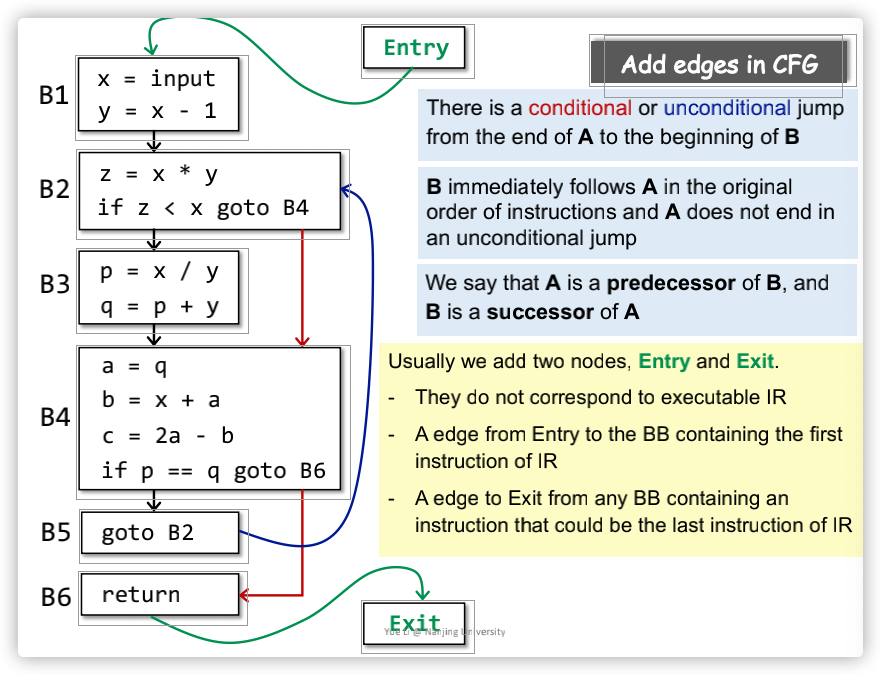 Entry
Add edges in CFG
B1
x = input
y = x - 1
B2
z = x * y
if z < x goto B4
B3
p = x / y
q = p + y
B4
a = q
b = x + a
c = 2a - b
if p == q goto B6
B5
goto B2
B6
return
Exit
There is a conditional or unconditional jump
from the end of A to the beginning of B
B immediately follows A in the original
order of instructions and A does not end in
an unconditional jump
We say that A is a predecessor of B, and
B is a successor of A
Usually we add two nodes, Entry and Exit.
- They do not correspond to executable IR
- A edge from Entry to the BB containing the first
instruction of IR
- A edge to Exit from any BB containing an
instruction that could be the last instruction of IR
Yue Li @ Nanjing University